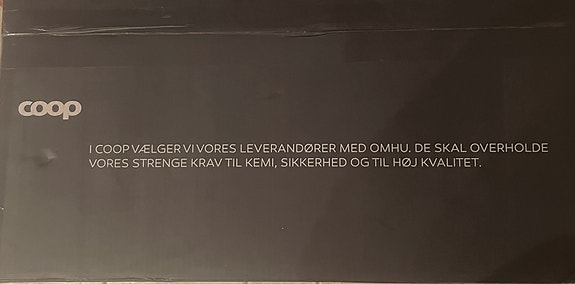 coop
I COOP VÆLGER VI VORES LEVERANDØRER MED OMHU. DE SKAL OVERHOLDE
VORES STRENGE KRAV TIL KEMI, SIKKERHED OG TIL HØJ KVALITET.